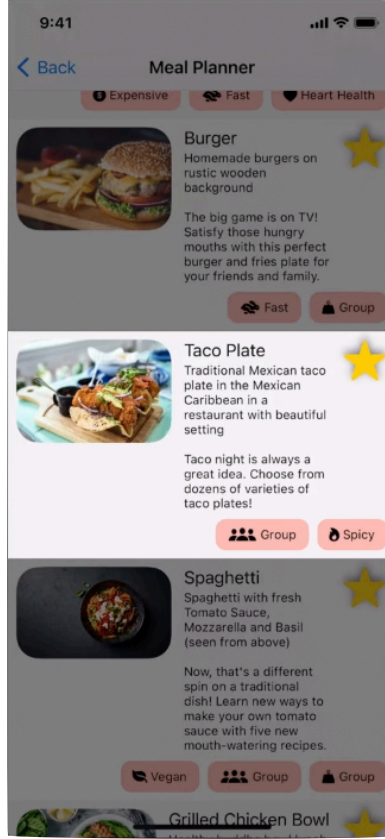 9:41
Back
Meal Planner
Expensive
Fast
Heart Health
Burger
Homemade burgers on
rustic wooden
background
The big game is on TV!
Satisfy those hungry
mouths with this perfect
burger and fries plate for
your friends and family.
Fast
Group
Taco Plate
Traditional Mexican taco
plate in the Mexican
Caribbean in a
restaurant with beautiful
setting
Taco night is always a
great idea. Choose from
dozens of varieties of
taco plates!
Group
Spicy
Spaghetti
Spaghetti with fresh
Tomato Sauce,
Mozzarella and Basil
(seen from above)
Now, that's a different
spin on a traditional
dish! Learn new ways to
make your own tomato
sauce with five new
mouth-watering recipes.
Vegan
Group
Group
Grilled Chicken Bowl